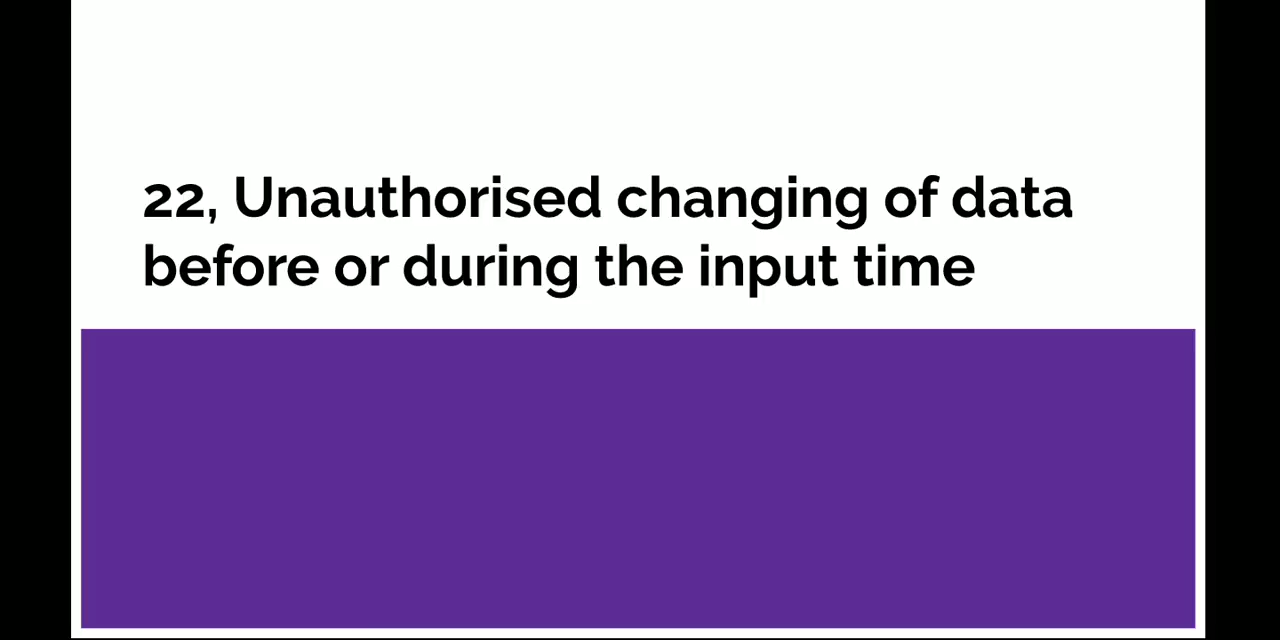 22, Unauthorised changing of data
before or during the input time